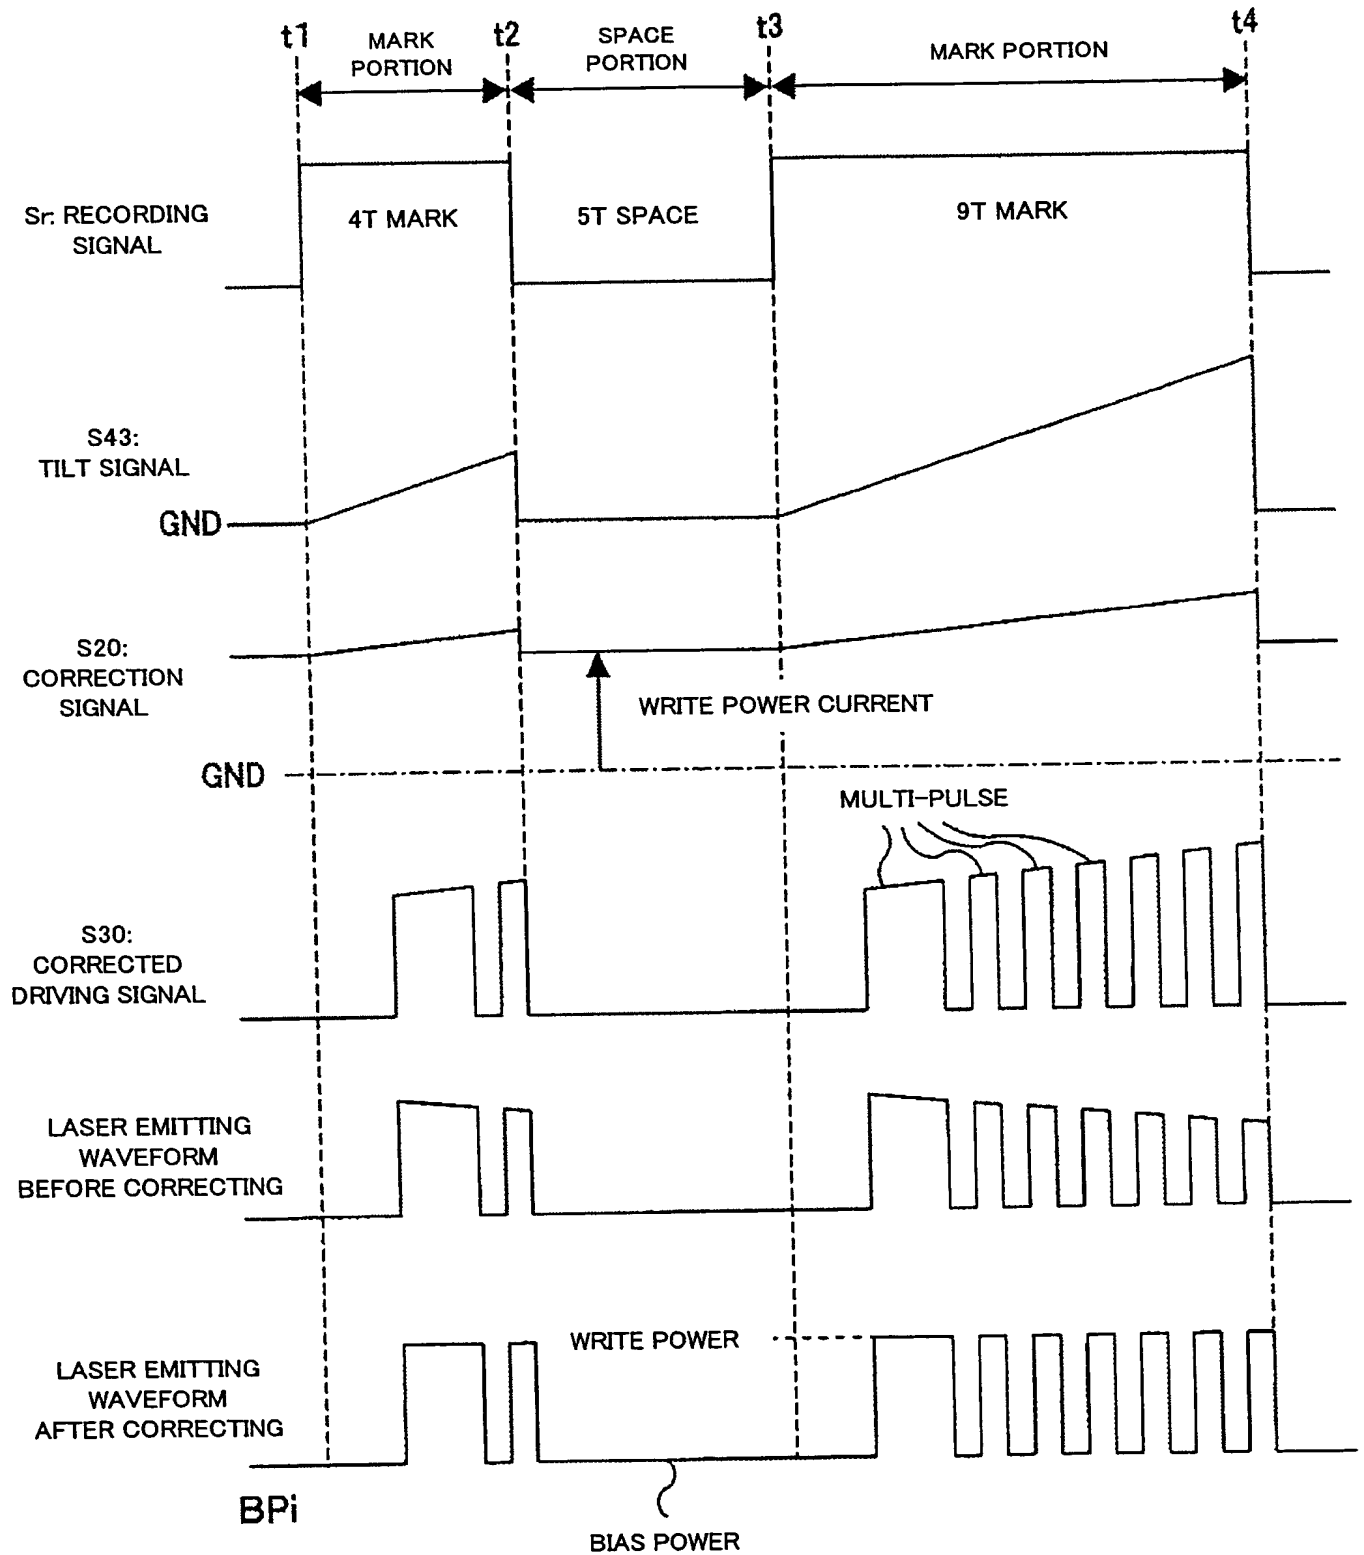 t1
MARK
PORTION
t2
SPACE
PORTION
t3
MARK PORTION
t4
Sr: RECORDING
SIGNAL
4T MARK
5T SPACE
9T MARK
S43:
TILT SIGNAL
GND
S20:
CORRECTION
SIGNAL
WRITE POWER CURRENT
GND
MULTI-PULSE
S30:
CORRECTED
DRIVING SIGNAL
LASER EMITTING
WAVEFORM
BEFORE CORRECTING
WRITE POWER
LASER EMITTING
WAVEFORM
AFTER CORRECTING
BPi
BIAS POWER